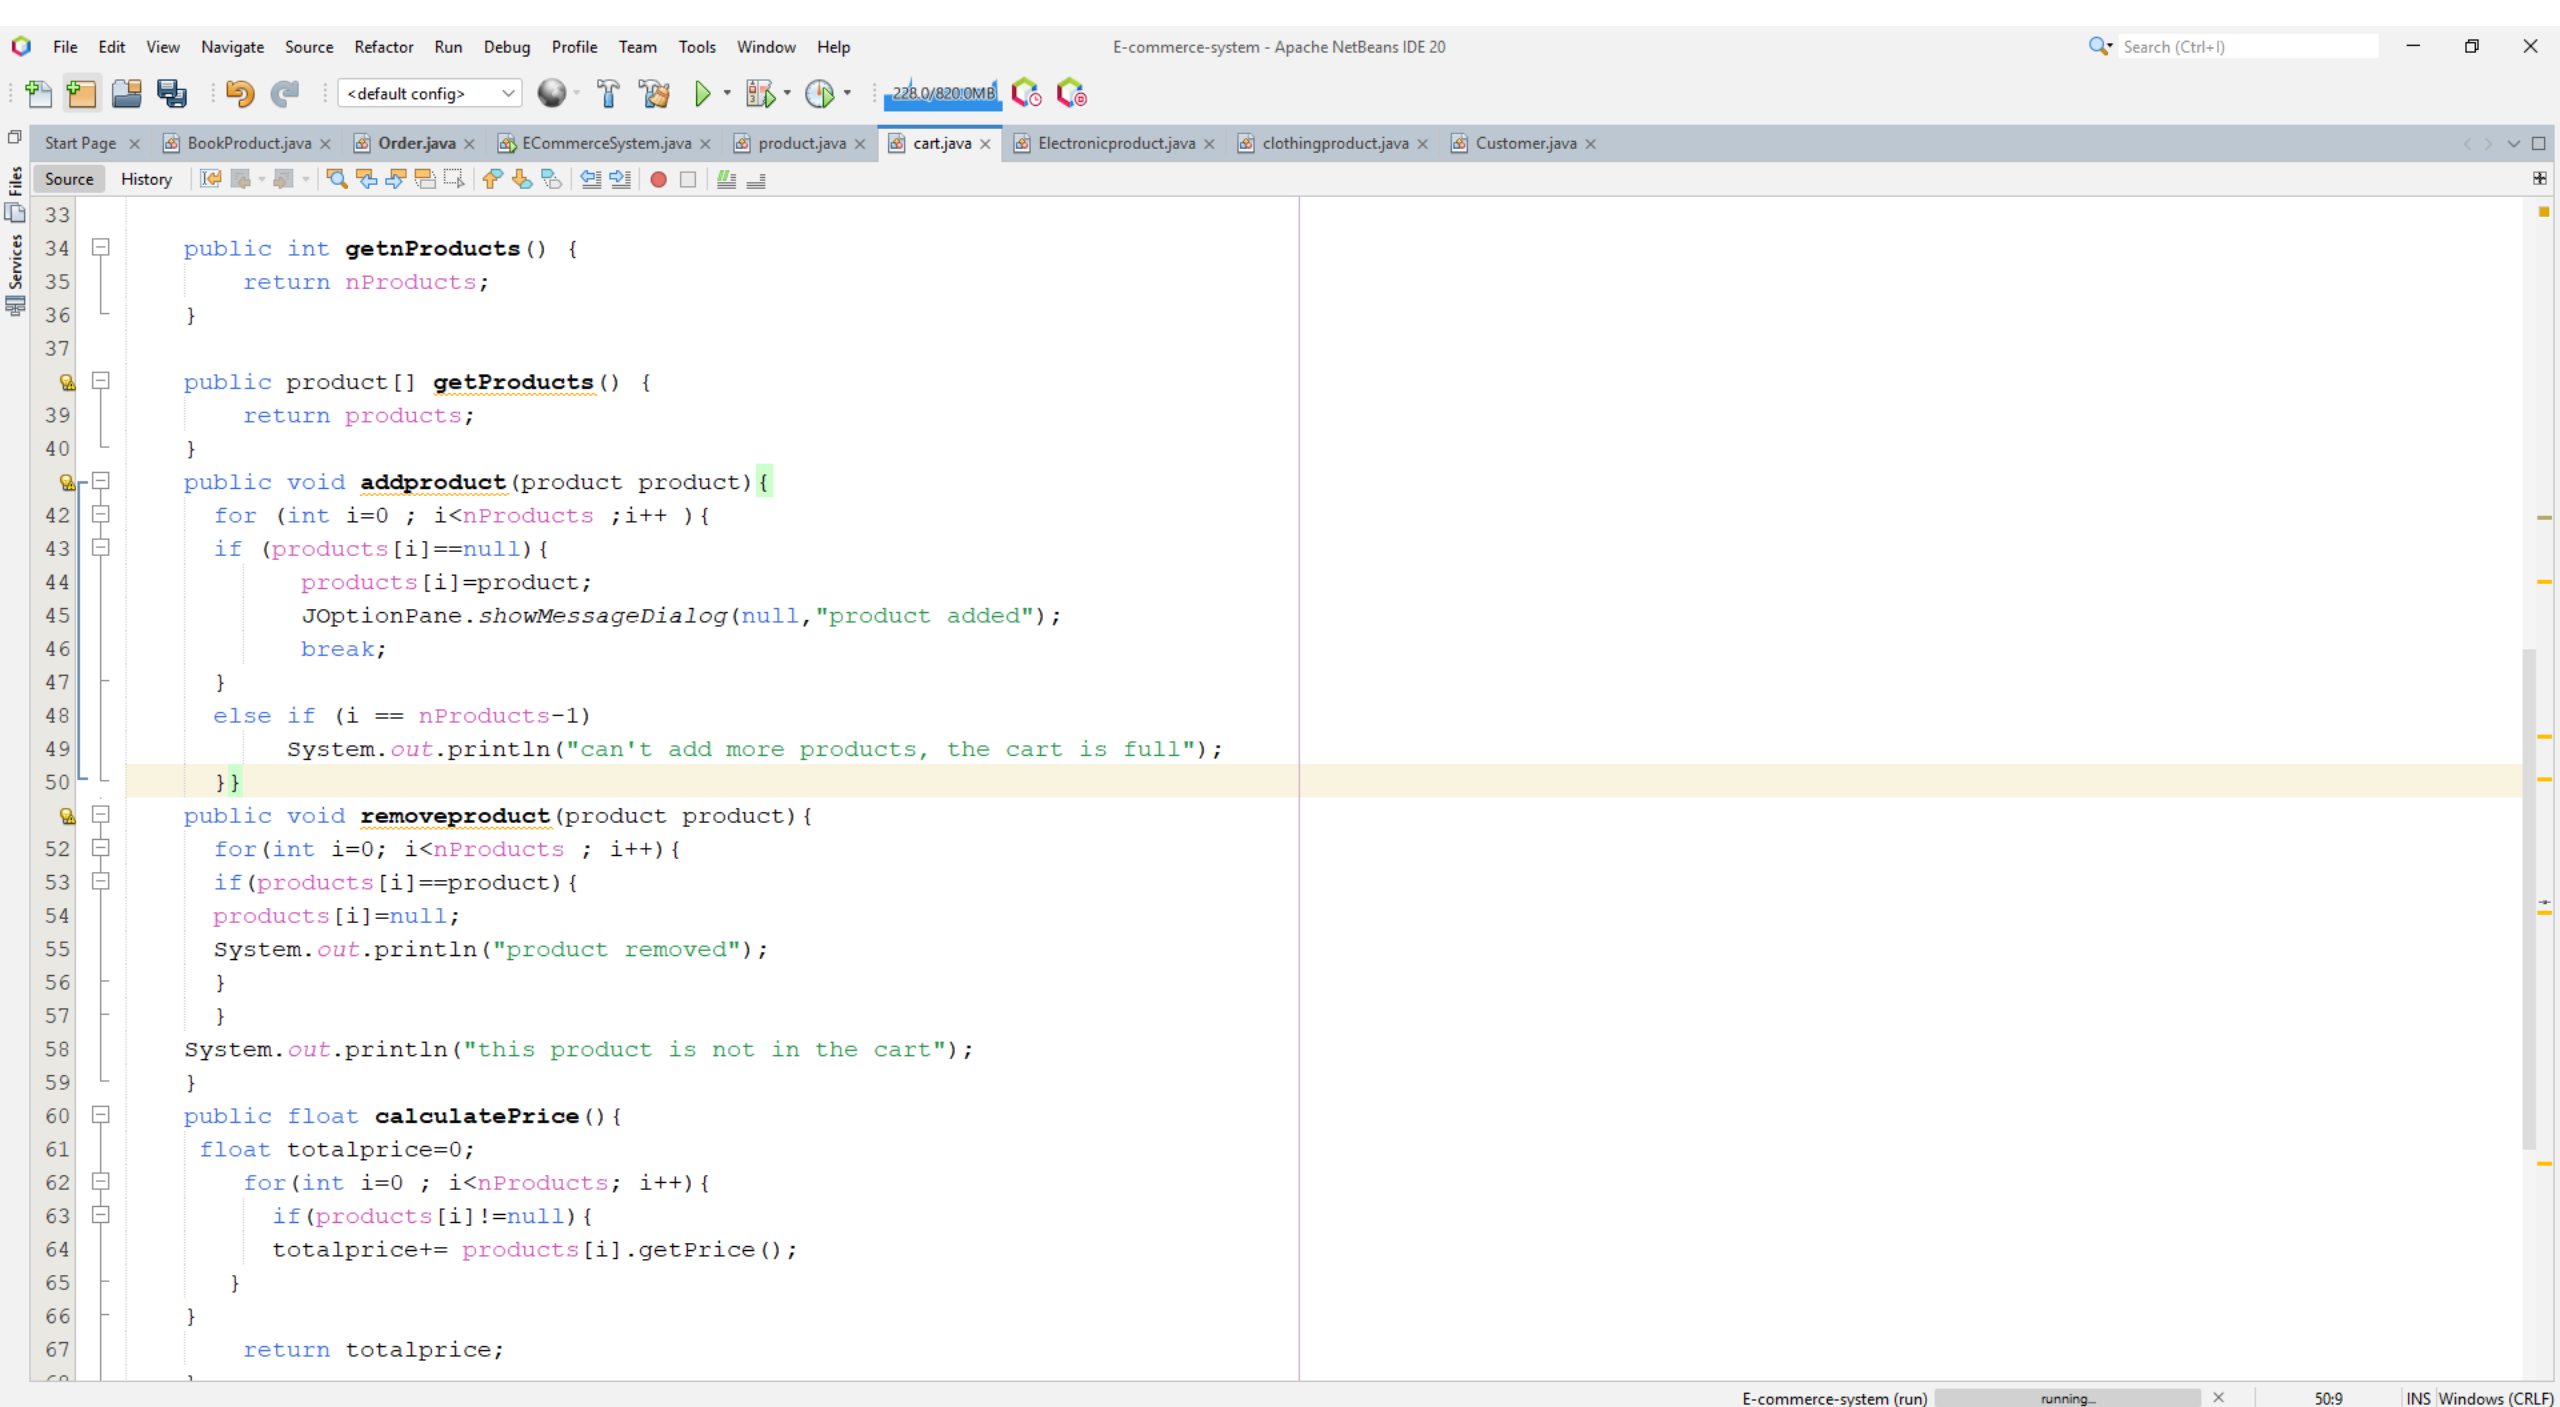 File Edit View Navigate Source Refactor Run Debug Profile Team Tools Window Help E-commerce-system - Apache NetBeans IDE 20 Search (Ctrl+I)
<default config> 228.0/820.0MB
Start Page BookProduct.java Order.java ECommerceSystem.java product.java cart.java Electronicproduct.java clothingproduct.java Customer.java
Source History
Files
Services
33
34 public int getnProducts() {
35 return nProducts;
36 }
37
public product[] getProducts() {
39 return products;
40 }
public void addproduct(product product){
42 for (int i=0 ; i<nProducts ;i++ ){
43 if (products[i]==null){
44 products[i]=product;
45 JOptionPane.showMessageDialog(null,"product added");
46 break;
47 }
48 else if (i == nProducts-1)
49 System.out.println("can't add more products, the cart is full");
50 }}
public void removeproduct(product product){
52 for(int i=0; i<nProducts ; i++){
53 if(products[i]==product){
54 products[i]=null;
55 System.out.println("product removed");
56 }
57 }
58 System.out.println("this product is not in the cart");
59 }
60 public float calculatePrice(){
61 float totalprice=0;
62 for(int i=0 ; i<nProducts; i++){
63 if(products[i]!=null){
64 totalprice+= products[i].getPrice();
65 }
66 }
67 return totalprice;
E-commerce-system (run) running... 50:9 INS Windows (CRLF)